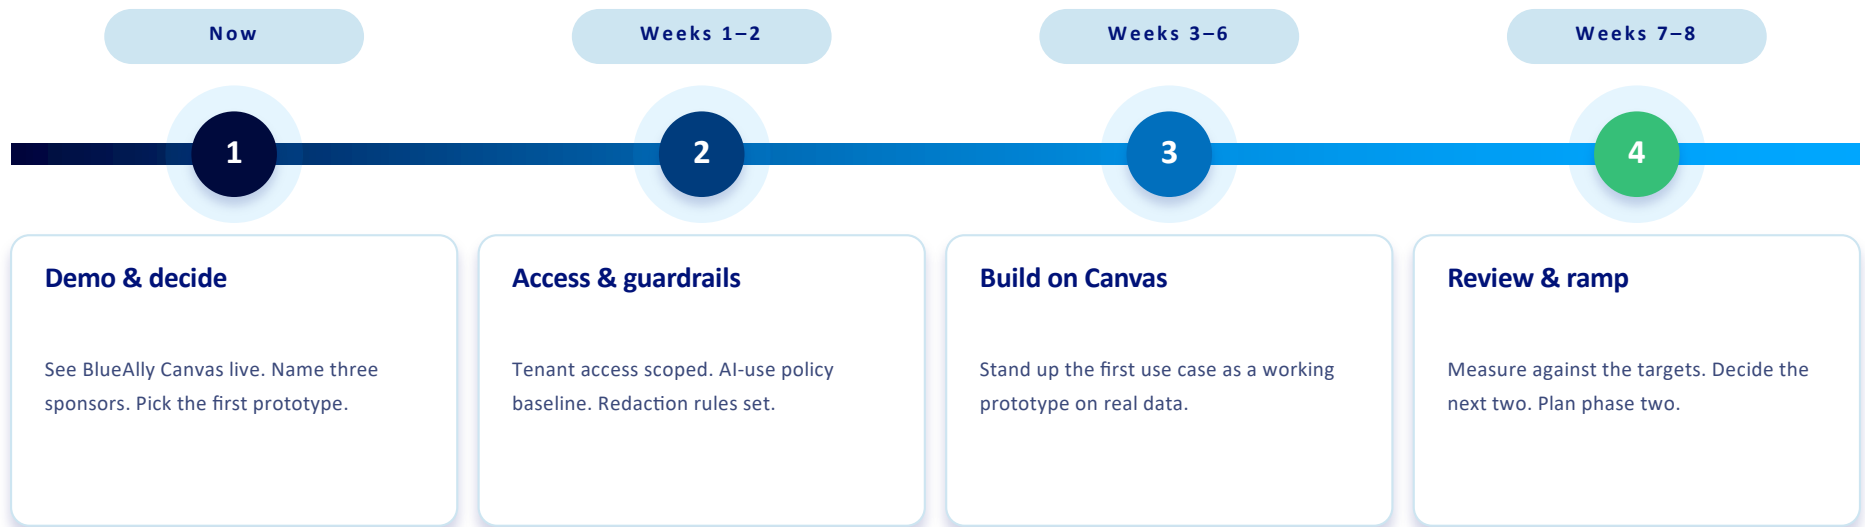 Now
Weeks 1–2
Weeks 3–6
Weeks 7–8
1
2
3
4
Demo & decide
See BlueAlly Canvas live. Name three
sponsors. Pick the first prototype.
Access & guardrails
Tenant access scoped. AI-use policy
baseline. Redaction rules set.
Build on Canvas
Stand up the first use case as a working
prototype on real data.
Review & ramp
Measure against the targets. Decide the
next two. Plan phase two.